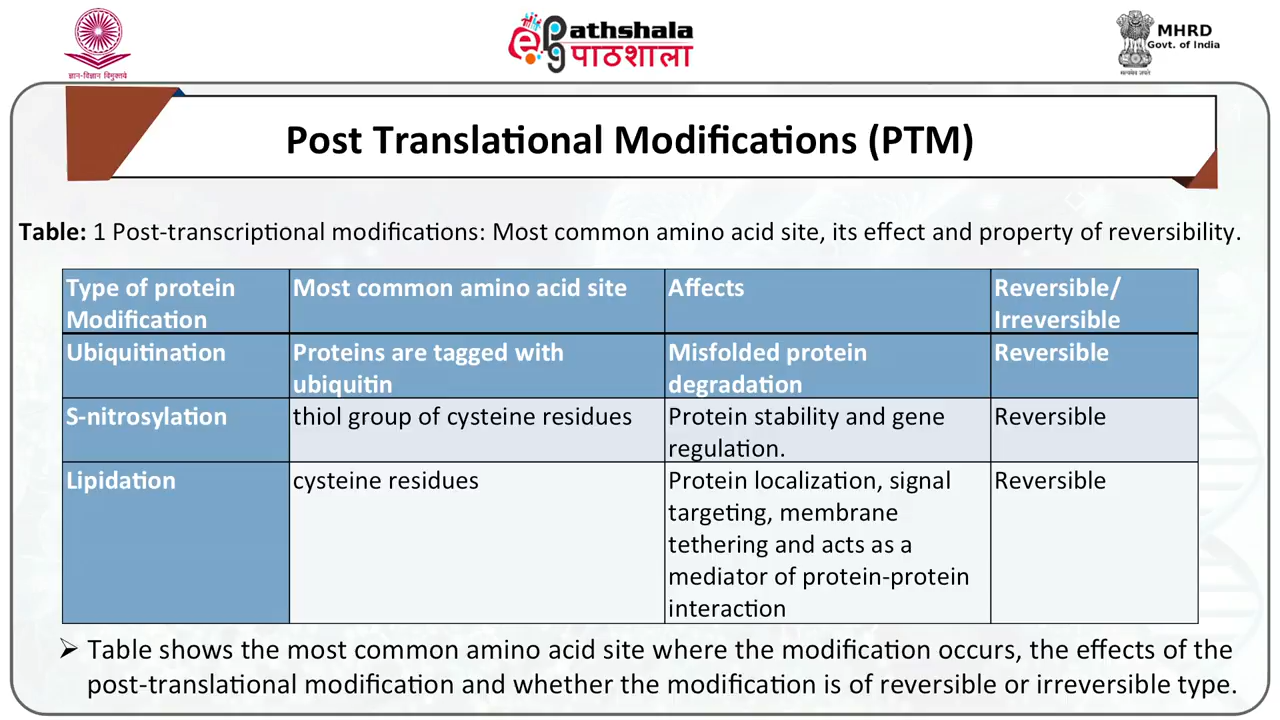 ज्ञान-विज्ञान विमुक्तये
epg Pathshala
पाठशाला
MHRD
Govt. of India
सत्यमेव जयते
Post Translational Modifications (PTM)
Table: 1 Post-transcriptional modifications: Most common amino acid site, its effect and property of reversibility.
Type of protein Modification | Most common amino acid site | Affects | Reversible/ Irreversible
Ubiquitination | Proteins are tagged with ubiquitin | Misfolded protein degradation | Reversible
S-nitrosylation | thiol group of cysteine residues | Protein stability and gene regulation. | Reversible
Lipidation | cysteine residues | Protein localization, signal targeting, membrane tethering and acts as a mediator of protein-protein interaction | Reversible
➢ Table shows the most common amino acid site where the modification occurs, the effects of the
post-translational modification and whether the modification is of reversible or irreversible type.